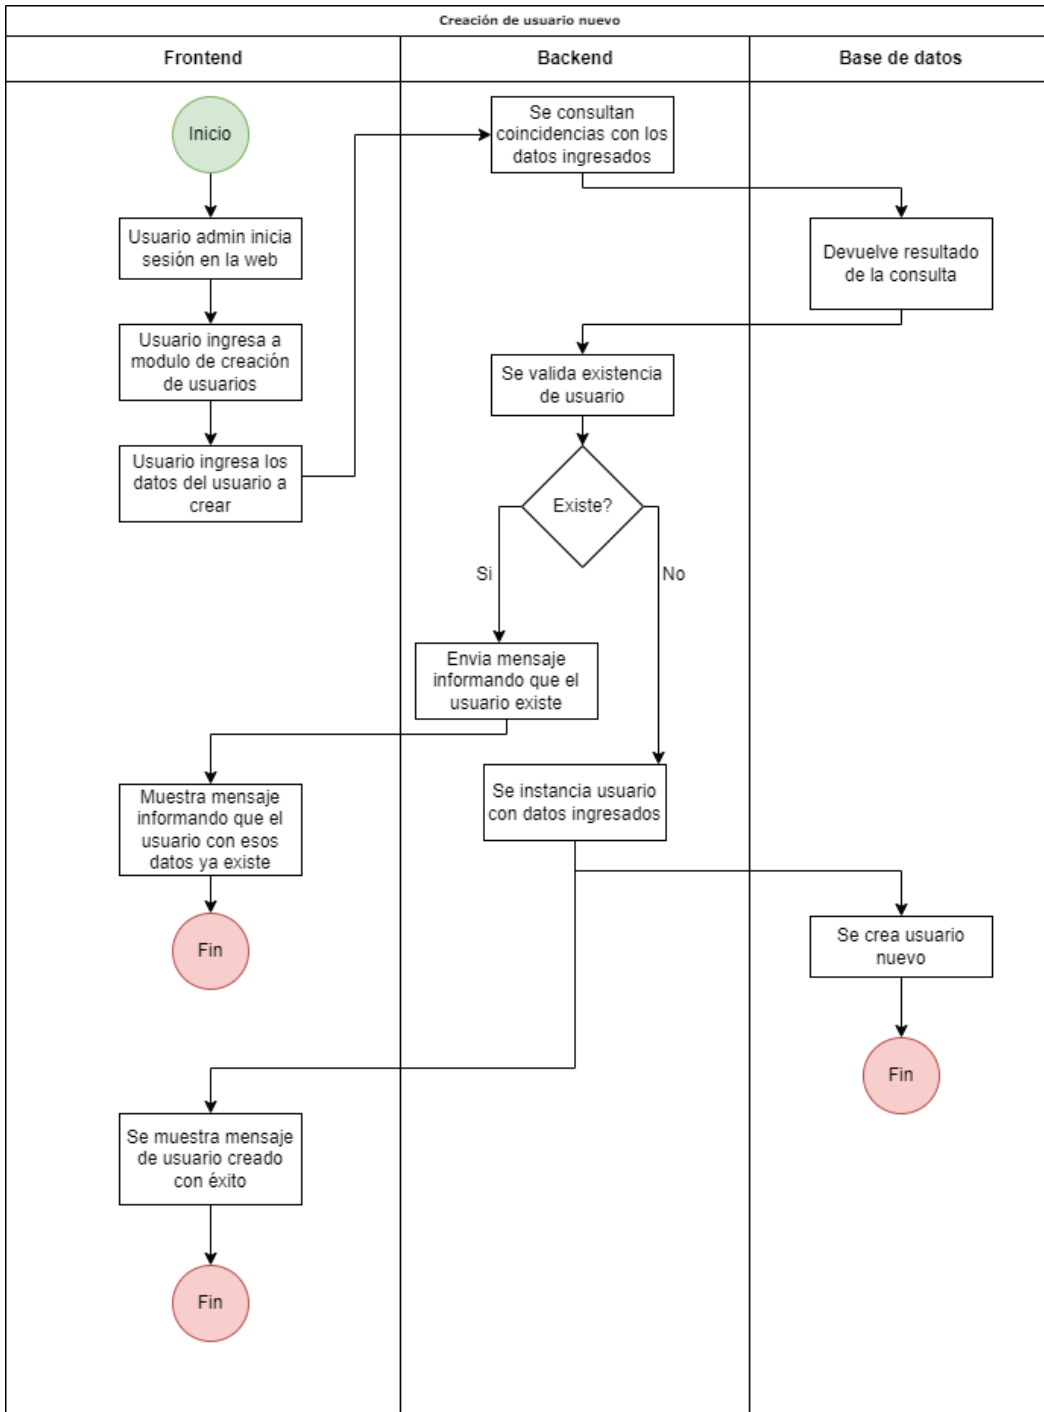 Creación de usuario nuevo
Frontend
Backend
Base de datos
Inicio
Se consultan
coincidencias con los
datos ingresados
Usuario admin inicia
sesión en la web
Devuelve resultado
de la consulta
Usuario ingresa a
modulo de creación
de usuarios
Se valida existencia
de usuario
Usuario ingresa los
datos del usuario a
crear
Existe?
Si
No
Envia mensaje
informando que el
usuario existe
Muestra mensaje
informando que el
usuario con esos
datos ya existe
Se instancia usuario
con datos ingresados
Fin
Se crea usuario
nuevo
Fin
Se muestra mensaje
de usuario creado
con éxito
Fin